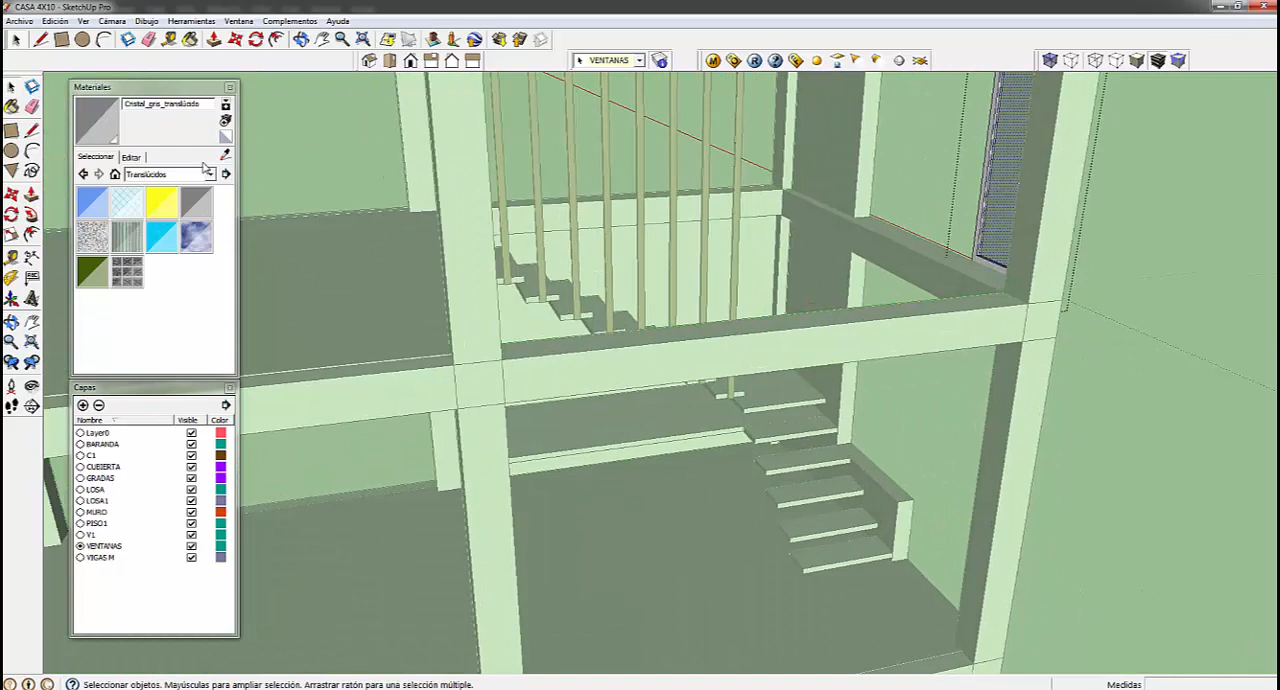 CASA 4X10 - SketchUp Pro
Archivo Edición Ver Cámara Dibujo Herramientas Ventana Complementos Ayuda
VENTANAS
Materiales
Cristal_gris_translúcido
Seleccionar Editar
Translúcidos
Capas
Nombre Visible Color
Layer0
BARANDA
C1
CUBIERTA
GRADAS
LOSA
LOSA1
MURO
PISO1
V1
VENTANAS
VIGAS M
Seleccionar objetos. Mayúsculas para ampliar selección. Arrastrar ratón para una selección múltiple.
Medidas